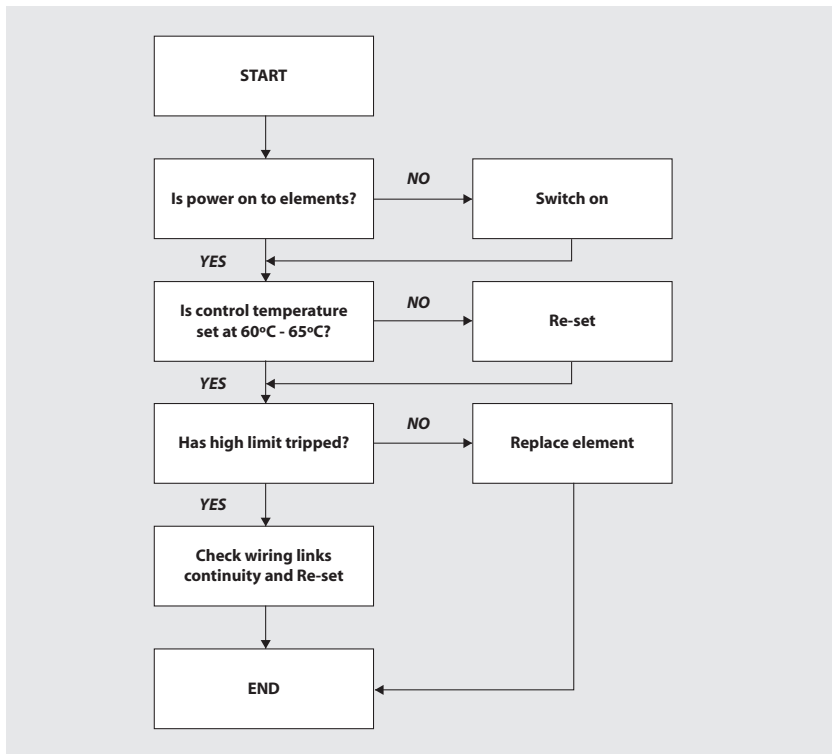 START
Is power on to elements?
NO
Switch on
YES
Is control temperature
set at 60ºC - 65ºC?
NO
Re-set
YES
Has high limit tripped?
NO
Replace element
YES
Check wiring links
continuity and Re-set
END